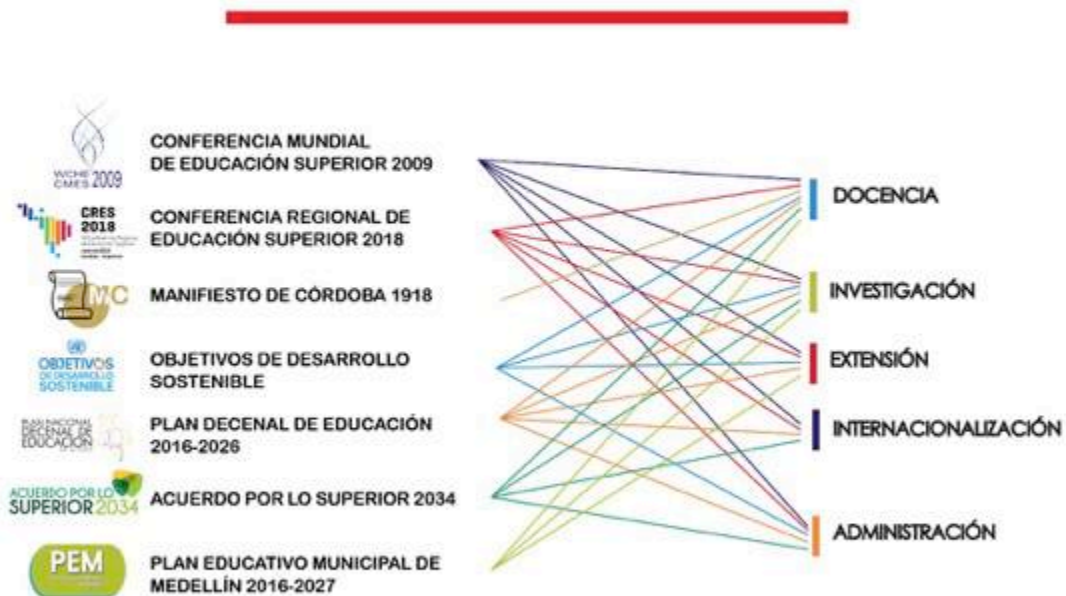 WCHE
CMES 2009
CONFERENCIA MUNDIAL
DE EDUCACIÓN SUPERIOR 2009
CRES
2018
CONFERENCIA REGIONAL DE
EDUCACIÓN SUPERIOR 2018
MC
MANIFIESTO DE CÓRDOBA 1918
OBJETIVOS
DE DESARROLLO
SOSTENIBLE
OBJETIVOS DE DESARROLLO
SOSTENIBLE
PLAN NACIONAL
DECENAL DE
EDUCACIÓN
PLAN DECENAL DE EDUCACIÓN
2016-2026
ACUERDO POR LO
SUPERIOR 2034
ACUERDO POR LO SUPERIOR 2034
PEM
PLAN EDUCATIVO MUNICIPAL DE
MEDELLÍN 2016-2027
DOCENCIA
INVESTIGACIÓN
EXTENSIÓN
INTERNACIONALIZACIÓN
ADMINISTRACIÓN